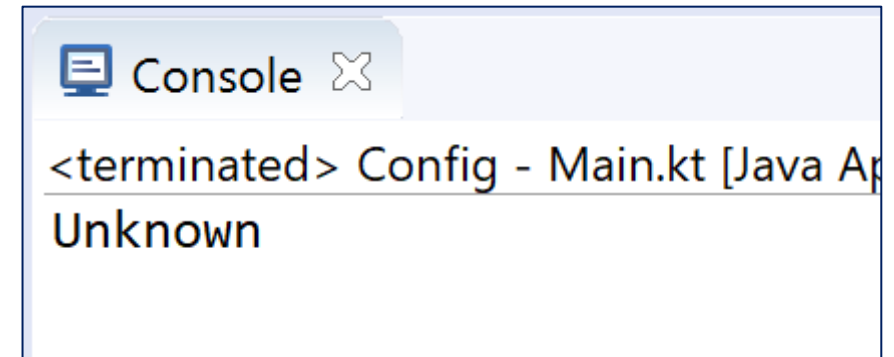 Console
<terminated> Config - Main.kt [Java Ap
Unknown